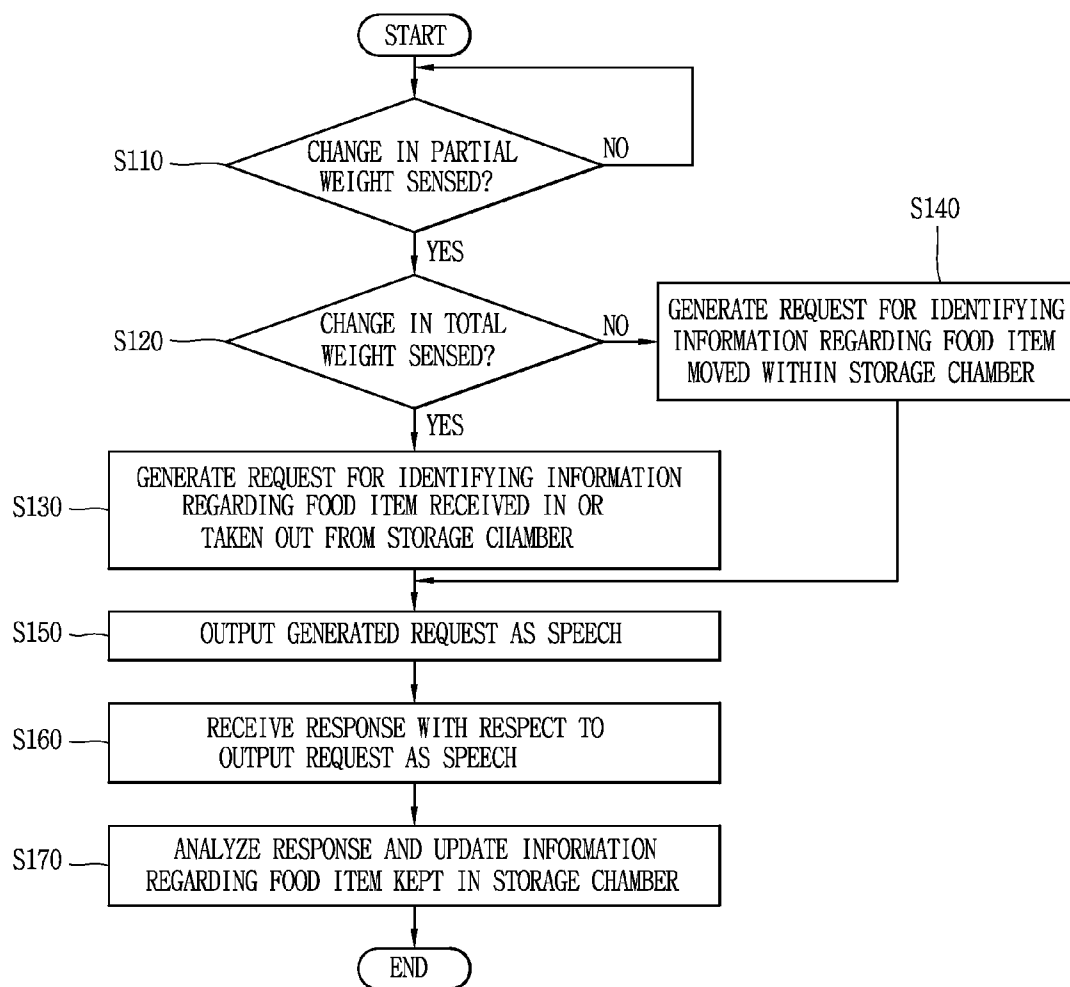 START
S110
CHANGE IN PARTIAL
WEIGHT SENSED?
NO
YES
S120
CHANGE IN TOTAL
WEIGHT SENSED?
NO
S140
GENERATE REQUEST FOR IDENTIFYING
INFORMATION REGARDING FOOD ITEM
MOVED WITHIN STORAGE CHAMBER
YES
S130
GENERATE REQUEST FOR IDENTIFYING INFORMATION
REGARDING FOOD ITEM RECEIVED IN OR
TAKEN OUT FROM STORAGE CHAMBER
S150
OUTPUT GENERATED REQUEST AS SPEECH
S160
RECEIVE RESPONSE WITH RESPECT TO
OUTPUT REQUEST AS SPEECH
S170
ANALYZE RESPONSE AND UPDATE INFORMATION
REGARDING FOOD ITEM KEPT IN STORAGE CHAMBER
END